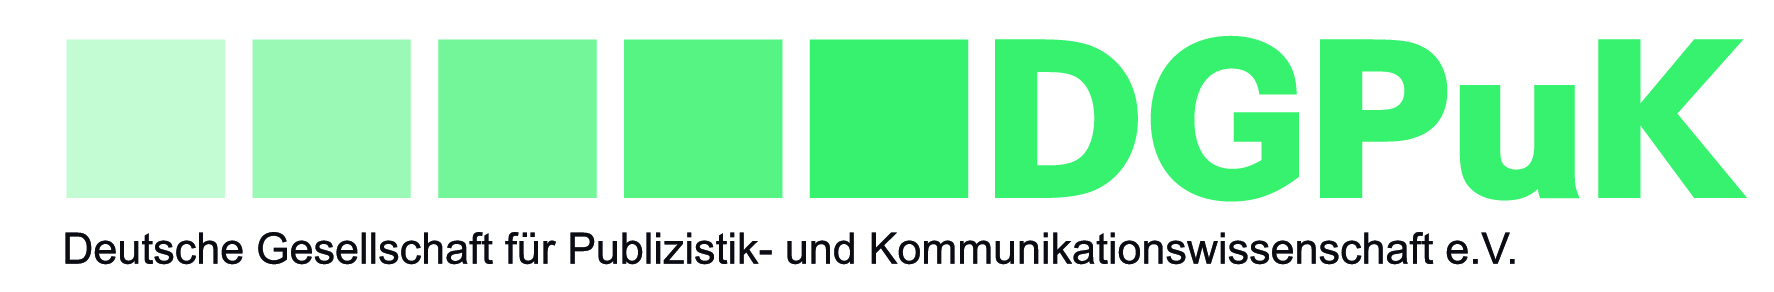 DGPuK
Deutsche Gesellschaft für Publizistik- und Kommunikationswissenschaft e.V.